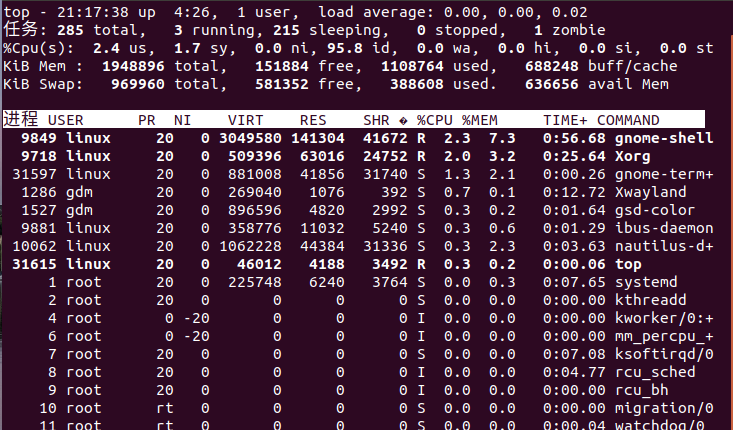 top - 21:17:38 up  4:26,  1 user,  load average: 0.00, 0.00, 0.02
任务: 285 total,   3 running, 215 sleeping,   0 stopped,   1 zombie
%Cpu(s):  2.4 us,  1.7 sy,  0.0 ni, 95.8 id,  0.0 wa,  0.0 hi,  0.0 si,  0.0 st
KiB Mem :  1948896 total,   151884 free,  1108764 used,   688248 buff/cache
KiB Swap:   969960 total,   581352 free,   388608 used.   636656 avail Mem
进程 USER      PR  NI    VIRT    RES    SHR � %CPU %MEM     TIME+ COMMAND
9849 linux     20   0 3049580 141304  41672 R  2.3  7.3   0:56.68 gnome-shell
9718 linux     20   0  509396  63016  24752 R  2.0  3.2   0:25.64 Xorg
31597 linux     20   0  881008  41856  31740 S  1.3  2.1   0:00.26 gnome-term+
1286 gdm       20   0  269040   1076    392 S  0.7  0.1   0:12.72 Xwayland
1527 gdm       20   0  896596   4820   2992 S  0.3  0.2   0:01.64 gsd-color
9881 linux     20   0  358776  11032   5240 S  0.3  0.6   0:01.29 ibus-daemon
10062 linux     20   0 1062228  44384  31336 S  0.3  2.3   0:03.63 nautilus-d+
31615 linux     20   0   46012   4188   3492 R  0.3  0.2   0:00.06 top
1 root      20   0  225748   6240   3764 S  0.0  0.3   0:07.65 systemd
2 root      20   0       0      0      0 S  0.0  0.0   0:00.00 kthreadd
4 root       0 -20       0      0      0 I  0.0  0.0   0:00.00 kworker/0:+
6 root       0 -20       0      0      0 I  0.0  0.0   0:00.00 mm_percpu_+
7 root      20   0       0      0      0 S  0.0  0.0   0:07.08 ksoftirqd/0
8 root      20   0       0      0      0 I  0.0  0.0   0:04.77 rcu_sched
9 root      20   0       0      0      0 I  0.0  0.0   0:00.00 rcu_bh
10 root      rt   0       0      0      0 S  0.0  0.0   0:00.00 migration/0
11 root      rt   0       0      0      0 S  0.0  0.0   0:00.04 watchdog/0